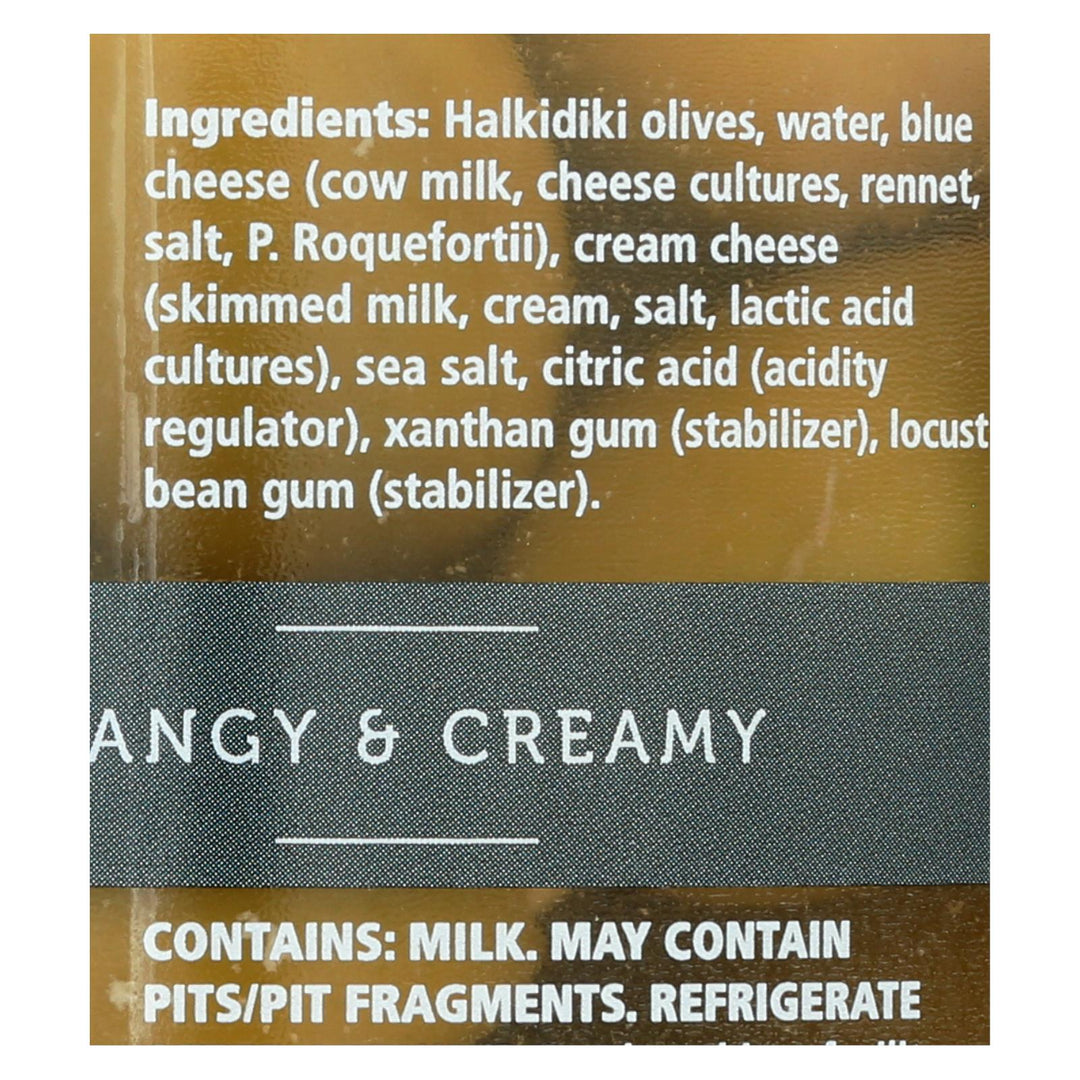 Ingredients: Halkidiki olives, water, blue
cheese (cow milk, cheese cultures, rennet,
salt, P. Roquefortii), cream cheese
(skimmed milk, cream, salt, lactic acid
cultures), sea salt, citric acid (acidity
regulator), xanthan gum (stabilizer), locust
bean gum (stabilizer).
ANGY & CREAMY
CONTAINS: MILK. MAY CONTAIN
PITS/PIT FRAGMENTS. REFRIGERATE